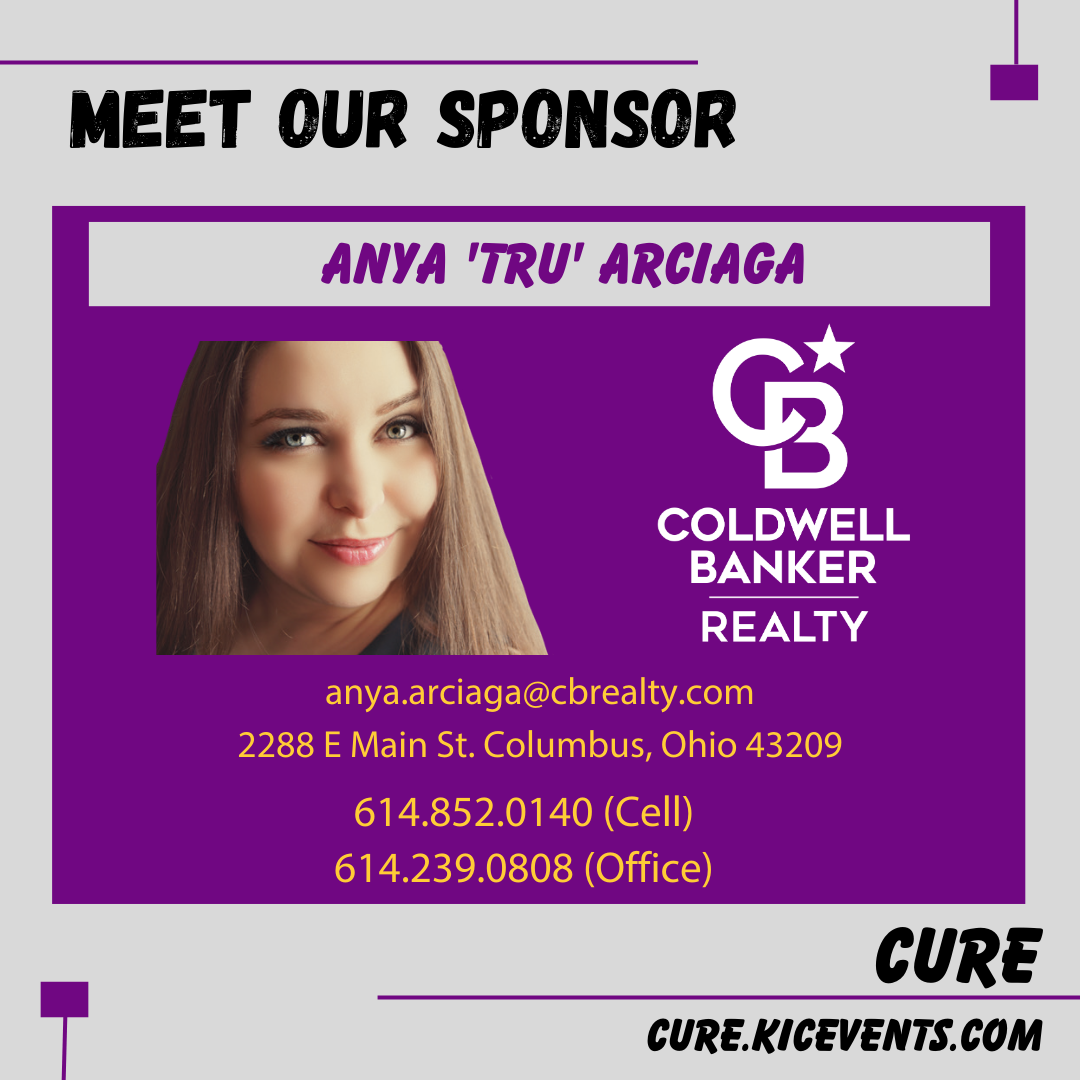 MEET OUR SPONSOR
ANYA 'TRU' ARCIAGA
CB
COLDWELL
BANKER
REALTY
anya.arciaga@cbrealty.com
2288 E Main St. Columbus, Ohio 43209
614.852.0140 (Cell)
614.239.0808 (Office)
CURE
CURE.KICEVENTS.COM